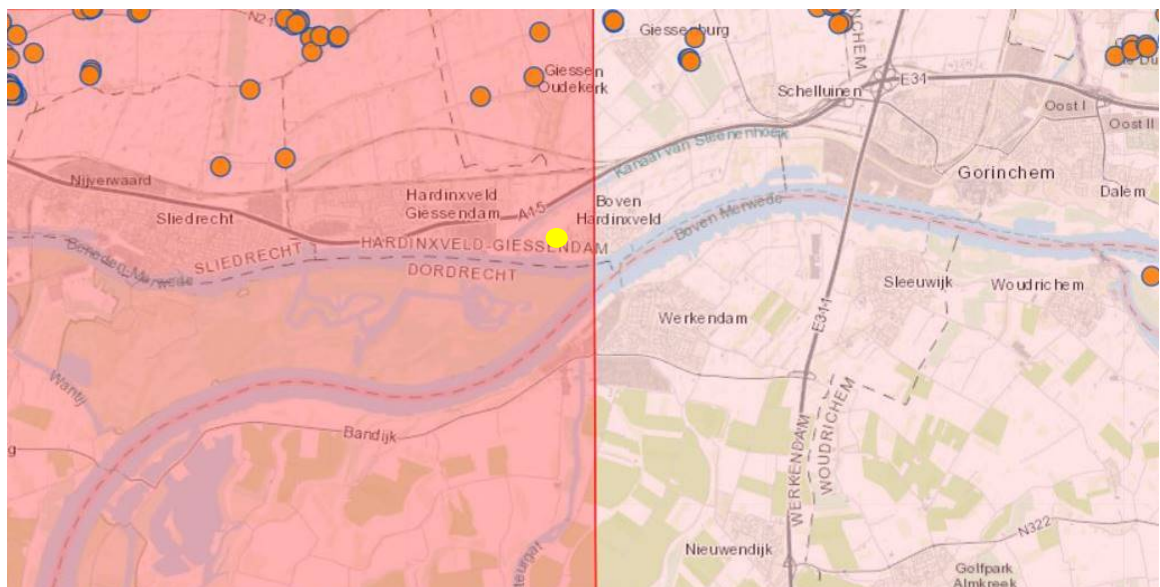 N21
Giessenburg
Giessen
Oudekerk
Schelluinen
E31
Oost I
Oost II
Kanaal van Steenenhoek
Nijverwaard
Gorinchem
Dalem
Hardinxveld
Giessendam
A15
Boven
Hardinxveld
Sliedrecht
Boven Merwede
HARDINXVELD-GIESSENDAM
SLIEDRECHT
DORDRECHT
Beneden Merwede
Sleeuwijk
Woudrichem
Werkendam
E311
Wantij
Bandijk
WERKENDAM
WOUDRICHEM
N322
Nieuwendijk
Golfpark
Almkreek